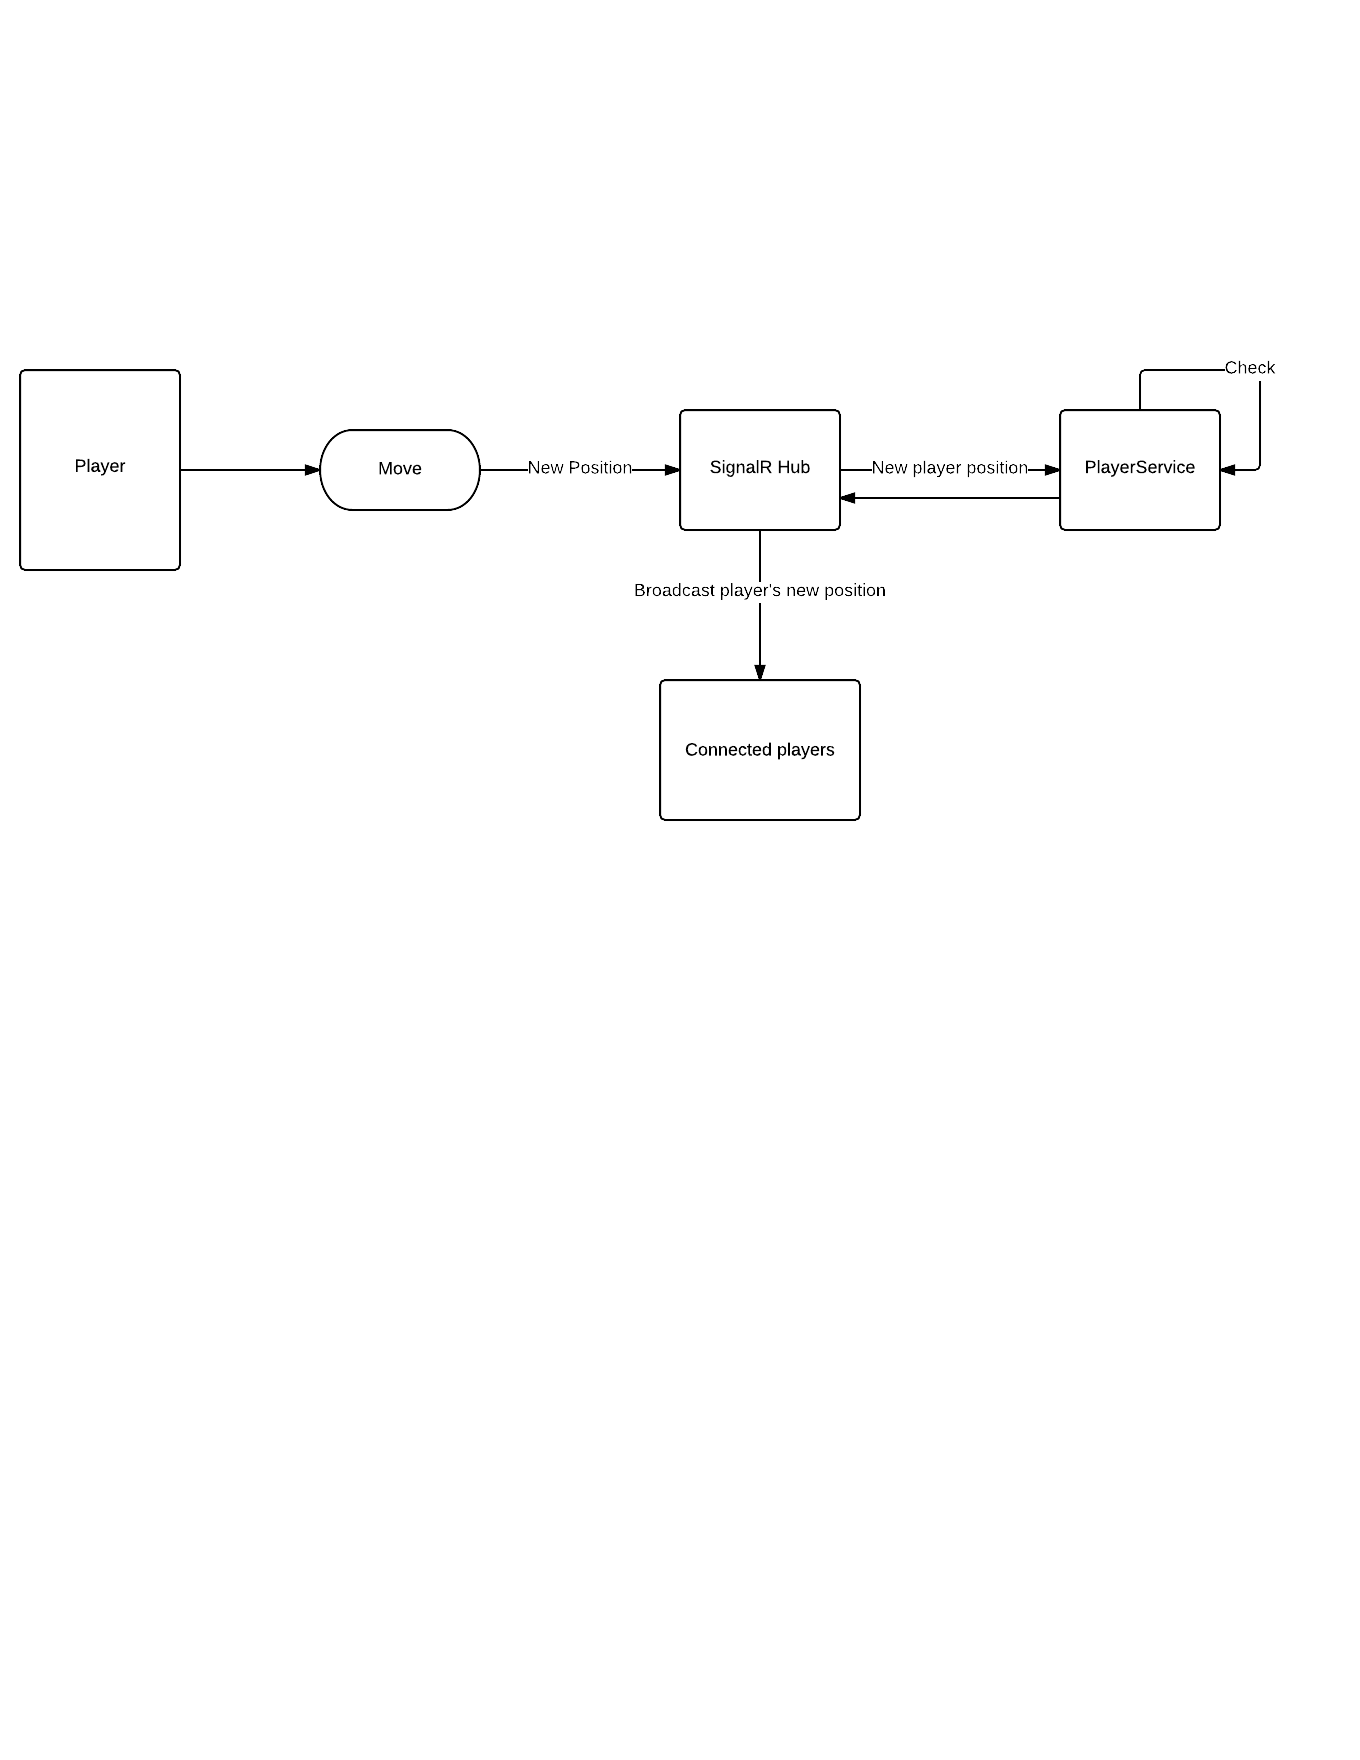 Check
Player
Move
New Position
SignalR Hub
New player position
PlayerService
Broadcast player's new position
Connected players